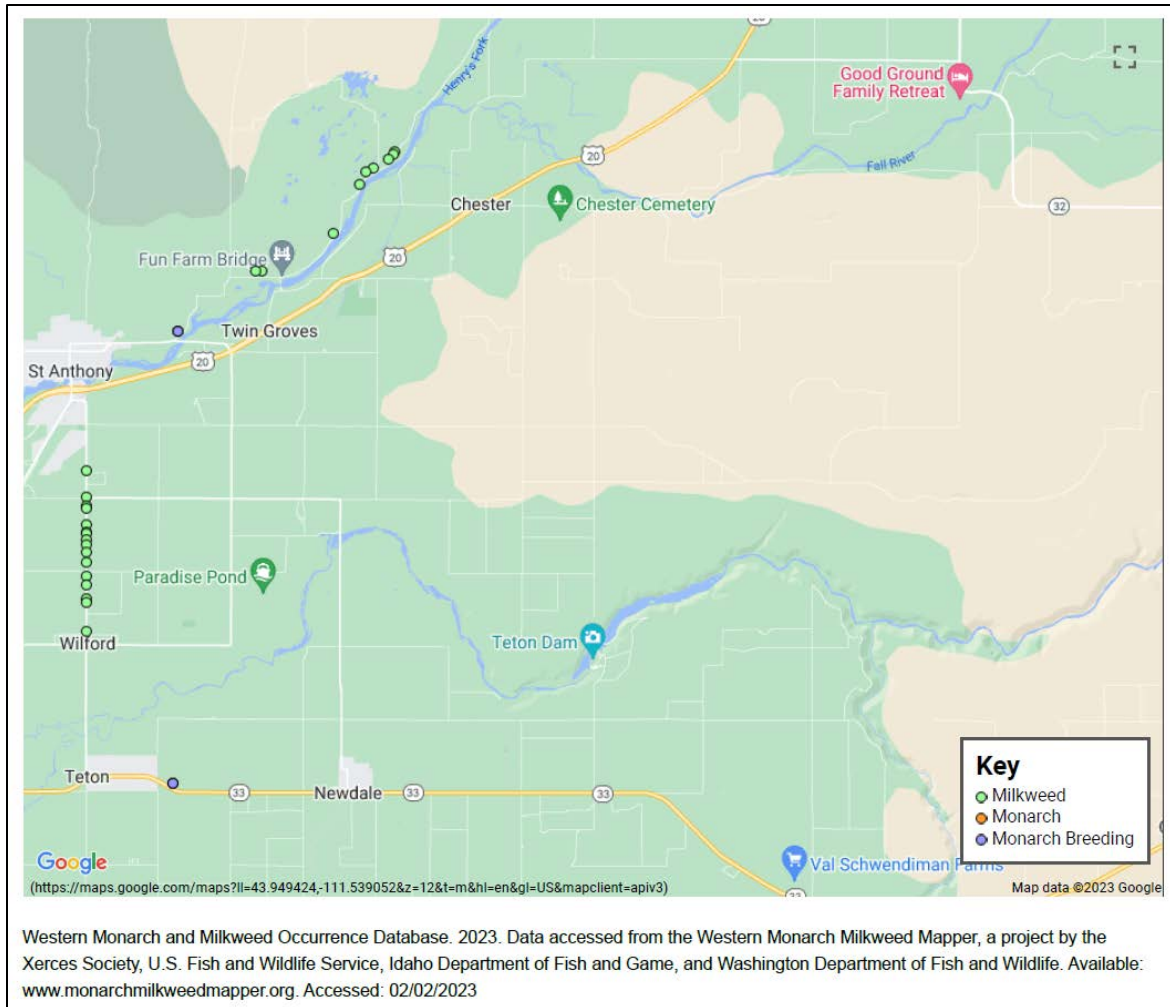 20
Henry's Fork
Good Ground
Family Retreat
20
Fall River
Chester
Chester Cemetery
32
Fun Farm Bridge
20
Twin Groves
20
St Anthony
Paradise Pond
Teton Dam
Wilford
Teton
33
Newdale
33
33
Key
Milkweed
Monarch
Monarch Breeding
Google
Val Schwendiman Farms
(https://maps.google.com/maps?ll=43.949424,-111.539052&z=12&t=m&hl=en&gl=US&mapclient=apiv3)
33
Map data ©2023 Google
Western Monarch and Milkweed Occurrence Database. 2023. Data accessed from the Western Monarch Milkweed Mapper, a project by the
Xerces Society, U.S. Fish and Wildlife Service, Idaho Department of Fish and Game, and Washington Department of Fish and Wildlife. Available:
www.monarchmilkweedmapper.org. Accessed: 02/02/2023